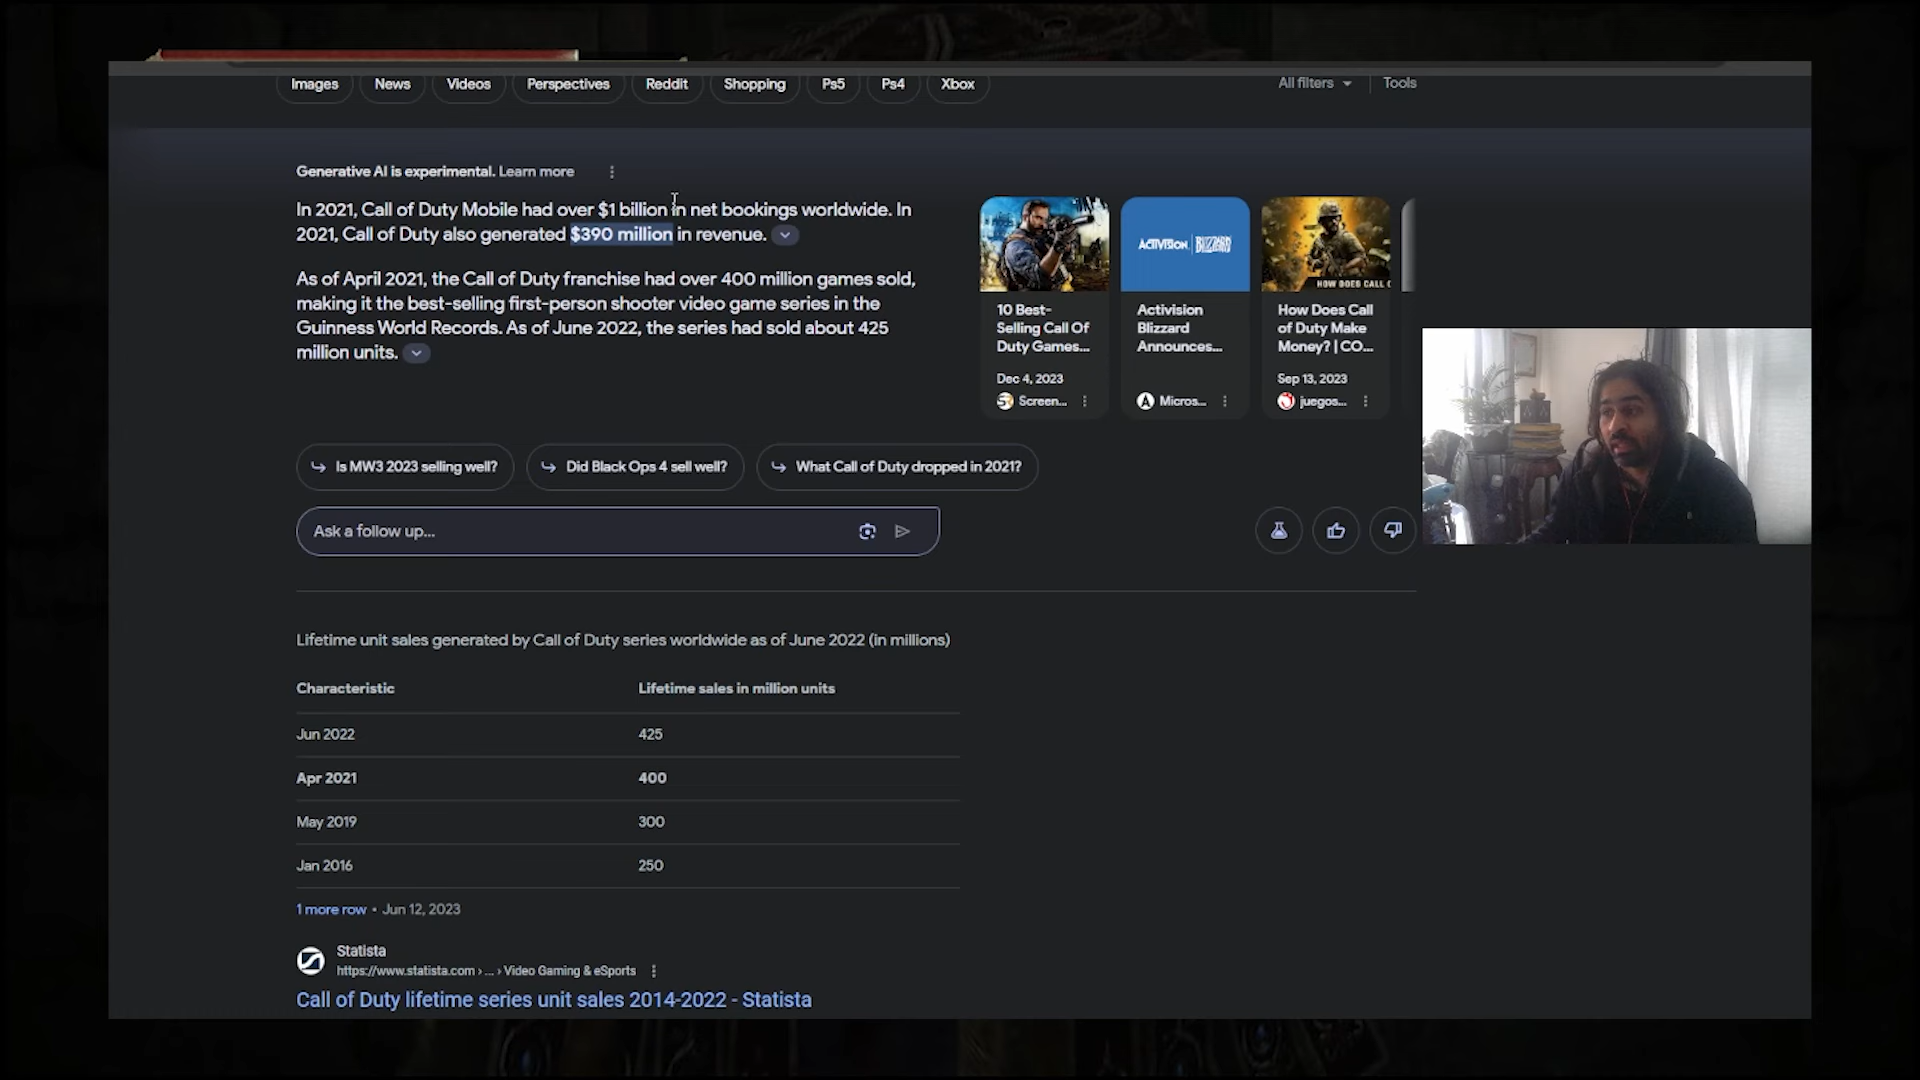 Images News Videos Perspectives Reddit Shopping Ps5 Ps4 Xbox All filters Tools
Generative AI is experimental. Learn more
In 2021, Call of Duty Mobile had over $1 billion in net bookings worldwide. In
2021, Call of Duty also generated $390 million in revenue.
As of April 2021, the Call of Duty franchise had over 400 million games sold,
making it the best-selling first-person shooter video game series in the
Guinness World Records. As of June 2022, the series had sold about 425
million units.
ACTIVISION BLIZZARD
HOW DOES CALL
10 Best-
Selling Call Of
Duty Games...
Dec 4, 2023
Screen...
Activision
Blizzard
Announces...
Micros...
How Does Call
of Duty Make
Money? | CO...
Sep 13, 2023
juegos...
Is MW3 2023 selling well? Did Black Ops 4 sell well? What Call of Duty dropped in 2021?
Ask a follow up...
Lifetime unit sales generated by Call of Duty series worldwide as of June 2022 (in millions)
Characteristic Lifetime sales in million units
Jun 2022 425
Apr 2021 400
May 2019 300
Jan 2016 250
1 more row • Jun 12, 2023
Statista
https://www.statista.com › ... › Video Gaming & eSports
Call of Duty lifetime series unit sales 2014-2022 - Statista